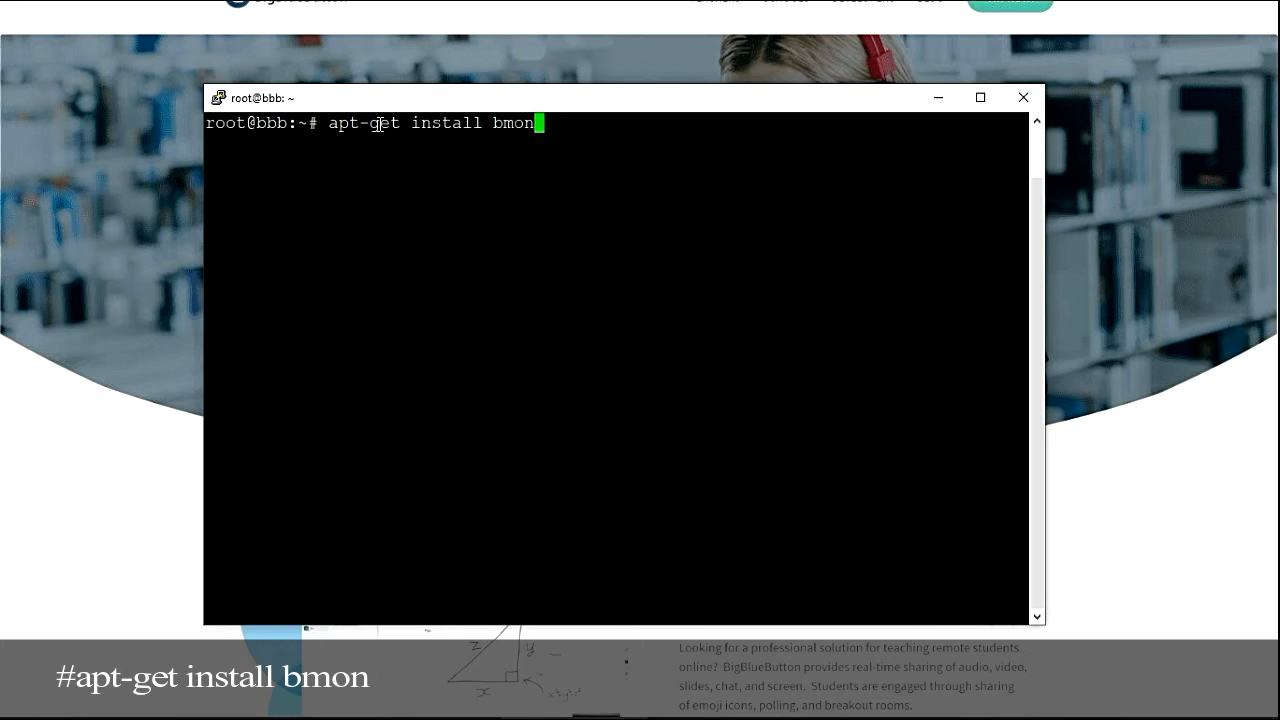 root@bbb: ~
root@bbb:~# apt-get install bmon
z
y
x
Looking for a professional solution for teaching remote students
online? BigBlueButton provides real-time sharing of audio, video,
slides, chat, and screen. Students are engaged through sharing
of emoji icons, polling, and breakout rooms.
#apt-get install bmon